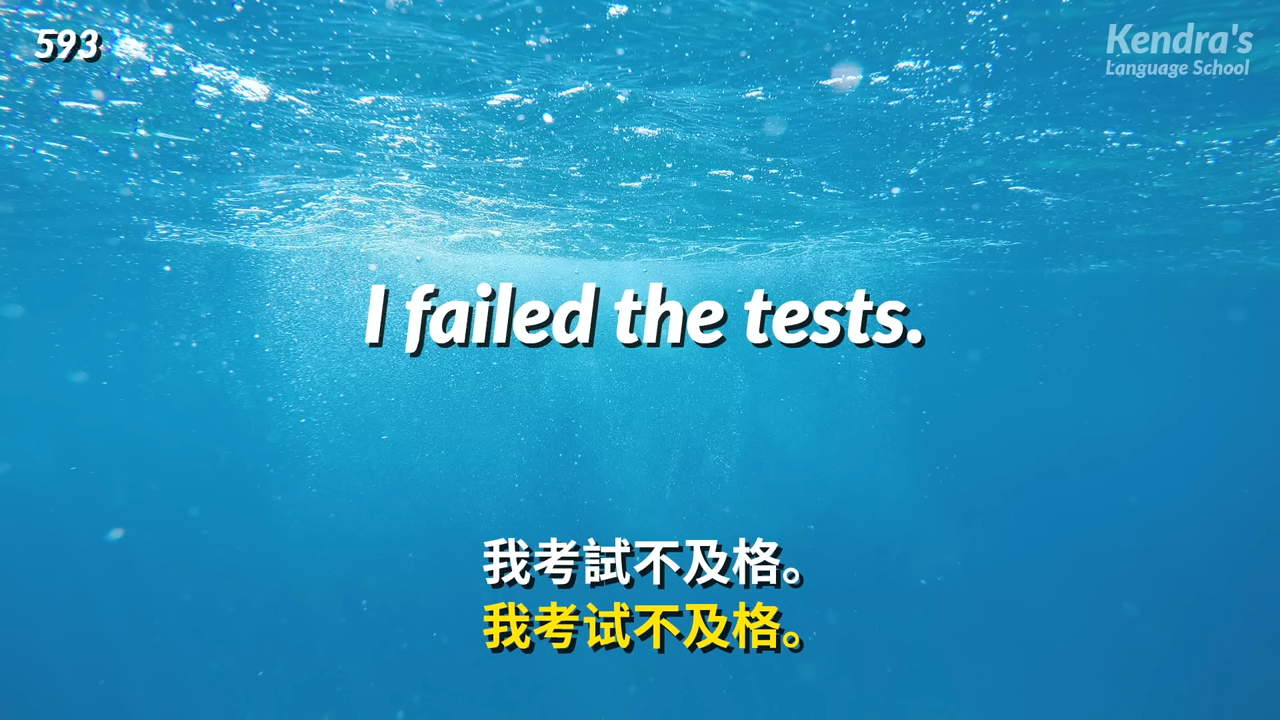 593
Kendra's
Language School
I failed the tests.
我考試不及格。
我考试不及格。